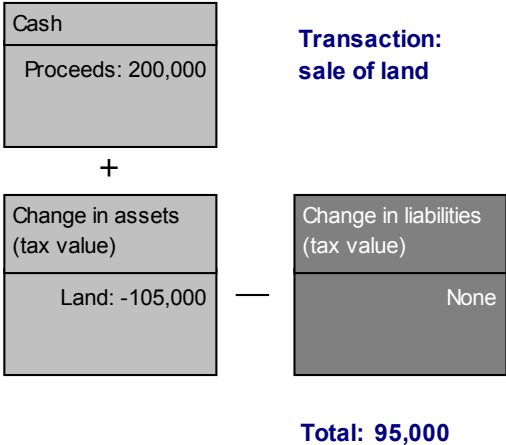 Cash
Transaction:
sale of land
Proceeds: 200,000
+
Change in assets
(tax value)
Change in liabilities
(tax value)
Land: -105,000
—
None
Total: 95,000